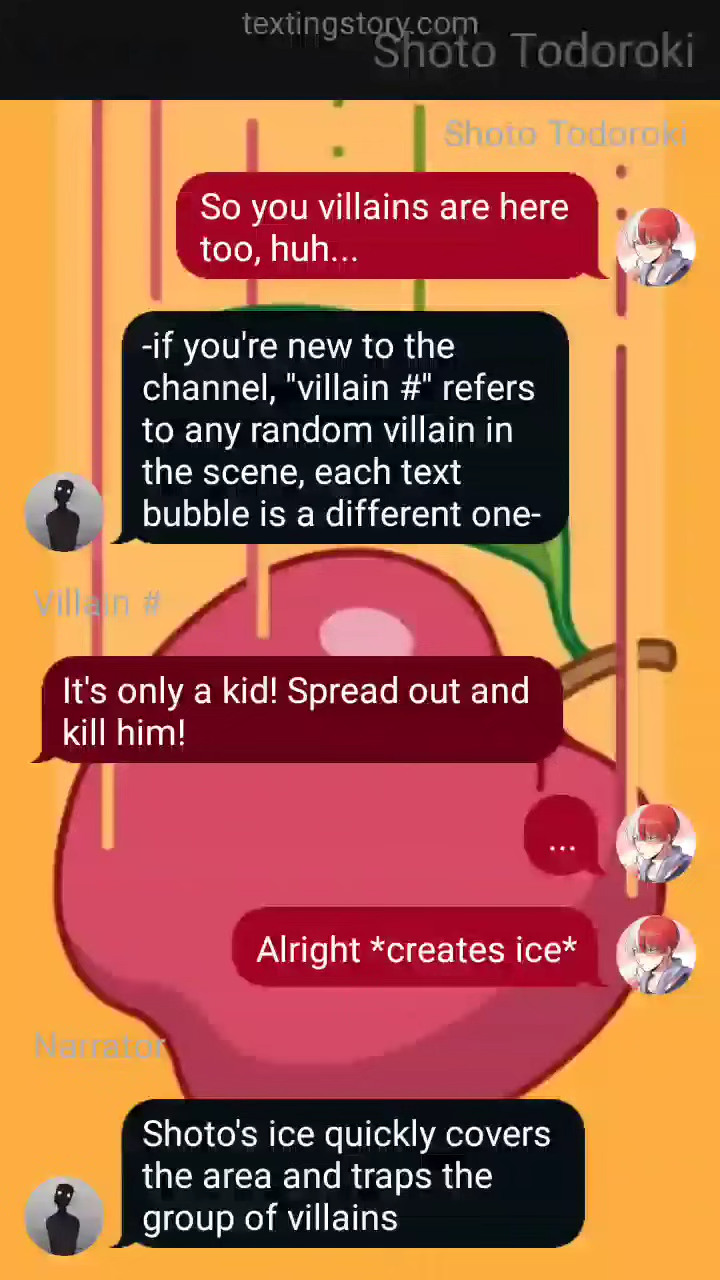 textingstory.com
Shoto Todoroki
Shoto Todoroki
So you villains are here
too, huh...
-if you're new to the
channel, "villain #" refers
to any random villain in
the scene, each text
bubble is a different one-
Villain #
It's only a kid! Spread out and
kill him!
...
Alright *creates ice*
Narrator
Shoto's ice quickly covers
the area and traps the
group of villains